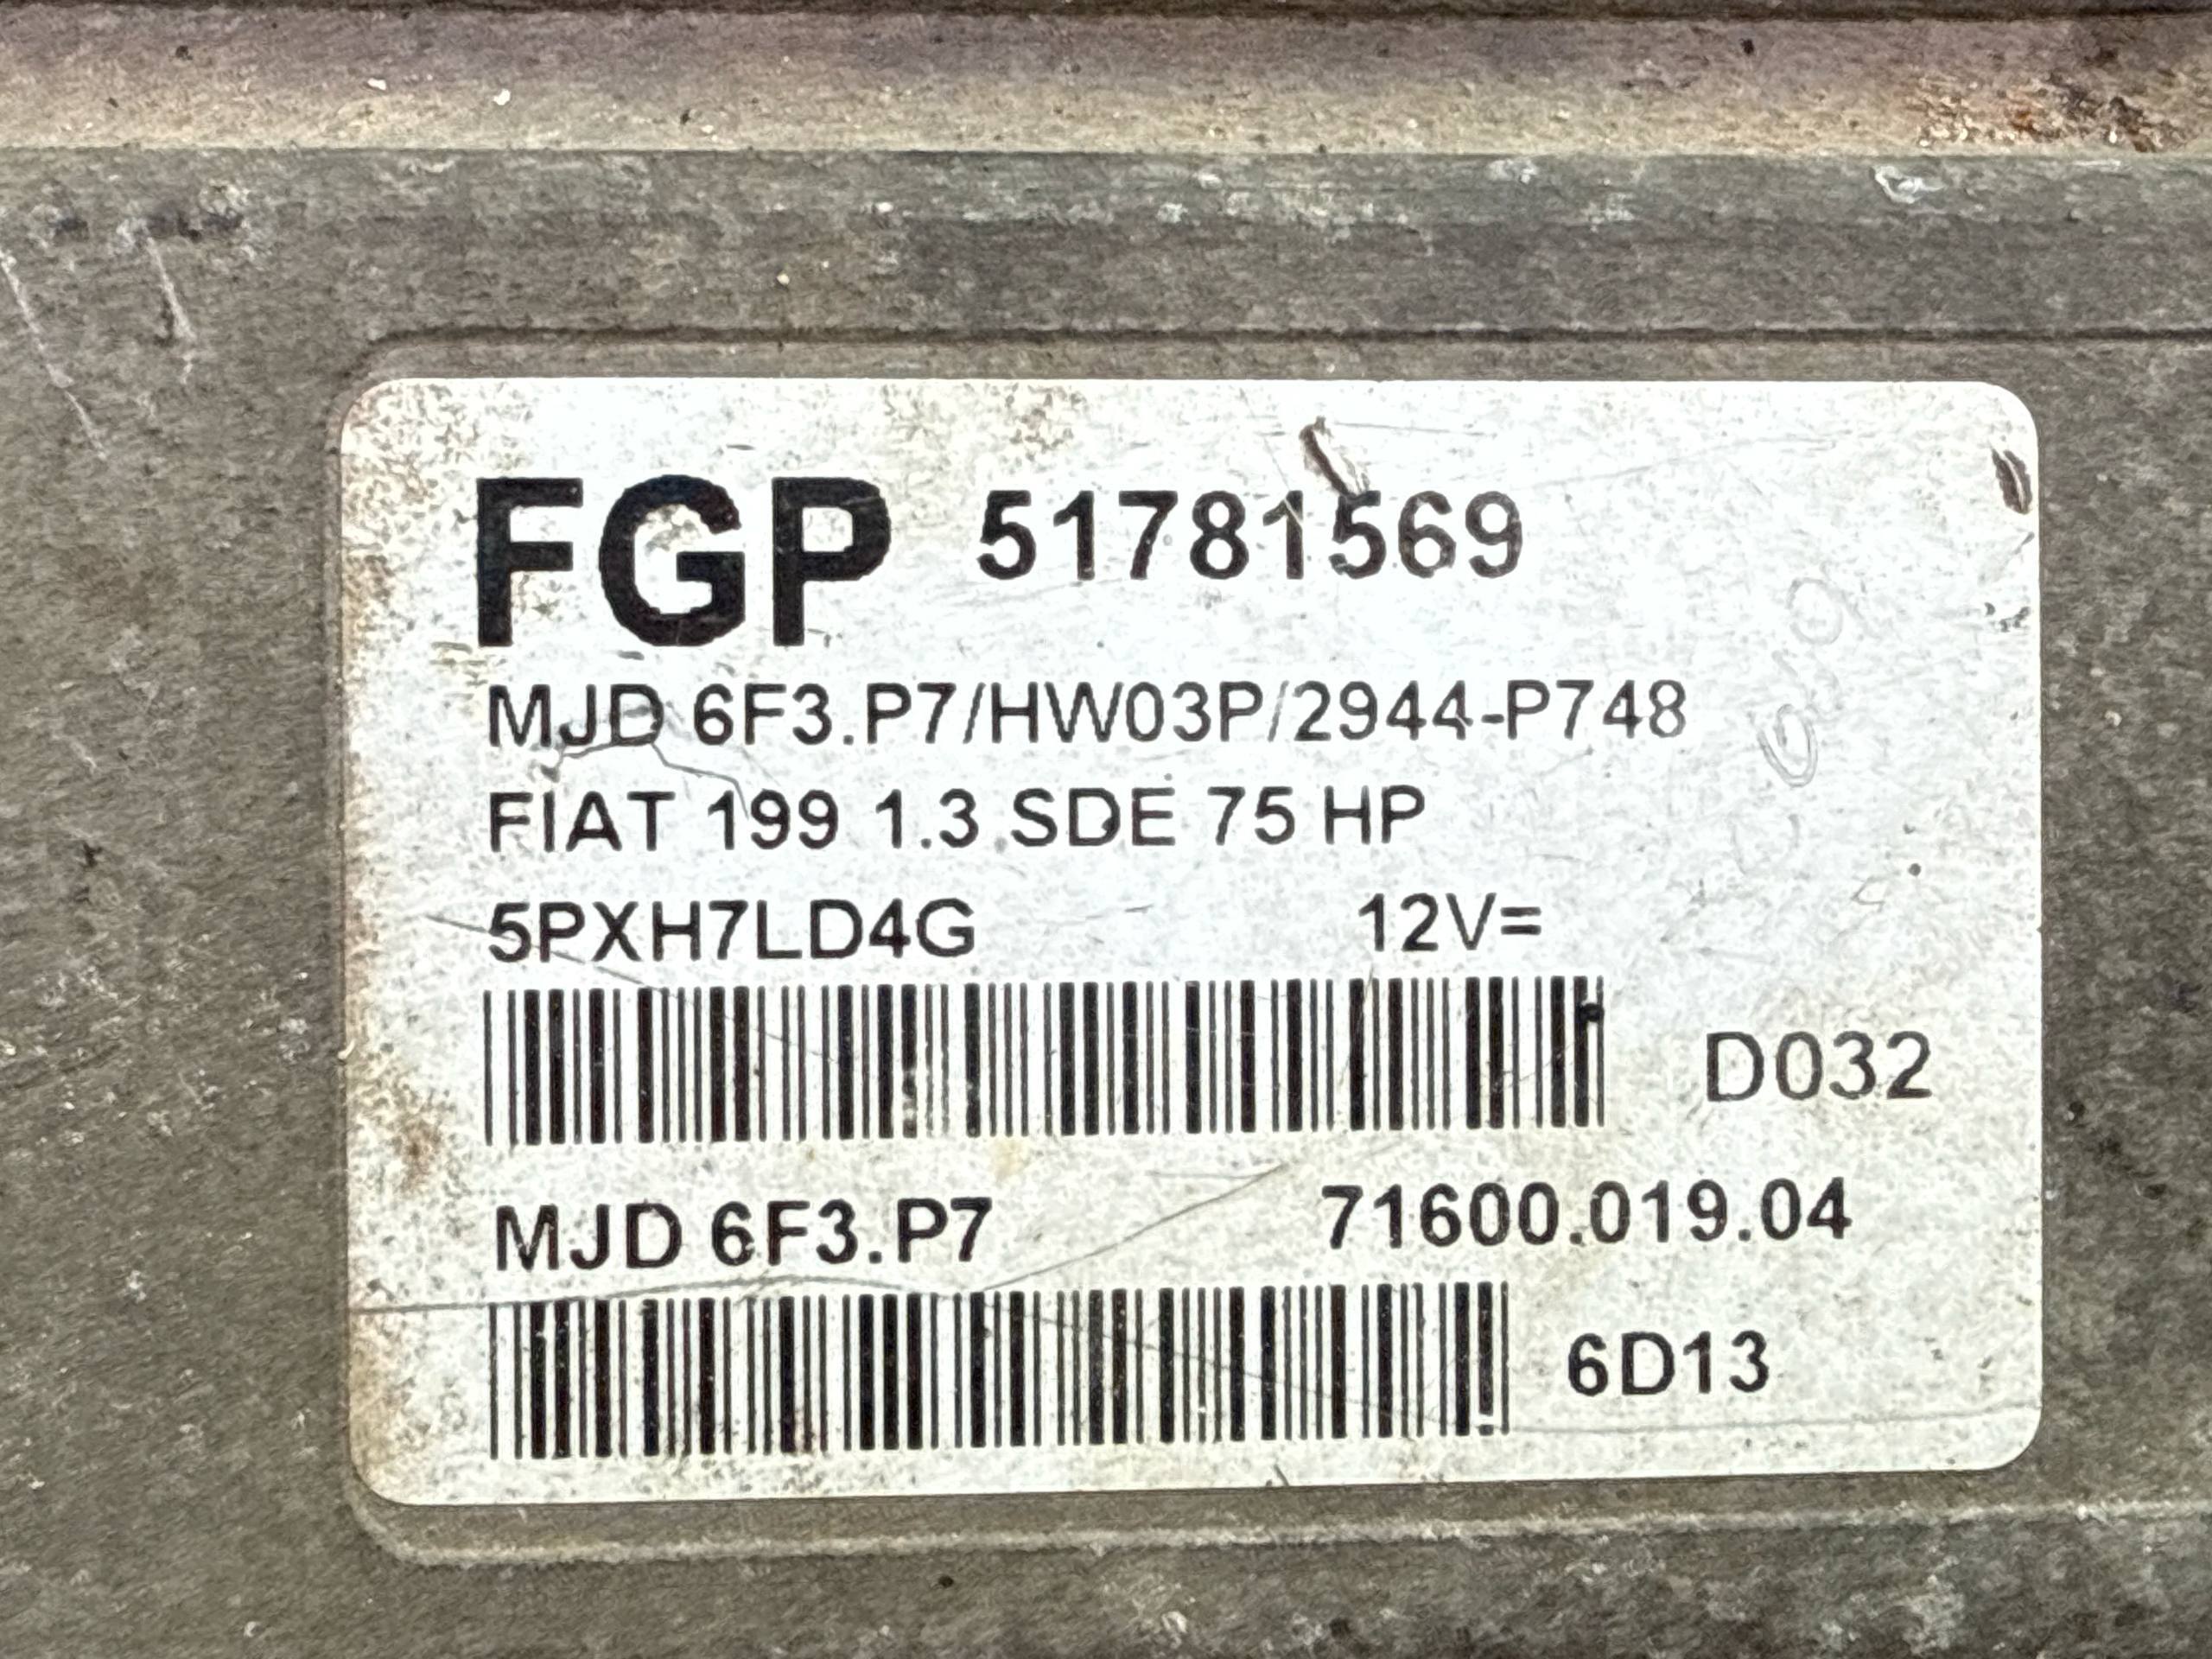 FGP 51781569
MJD 6F3.P7/HW03P/2944-P748
FIAT 199 1.3 SDE 75 HP
5PXH7LD4G 12V=
D032
MJD 6F3.P7 71600.019.04
6D13